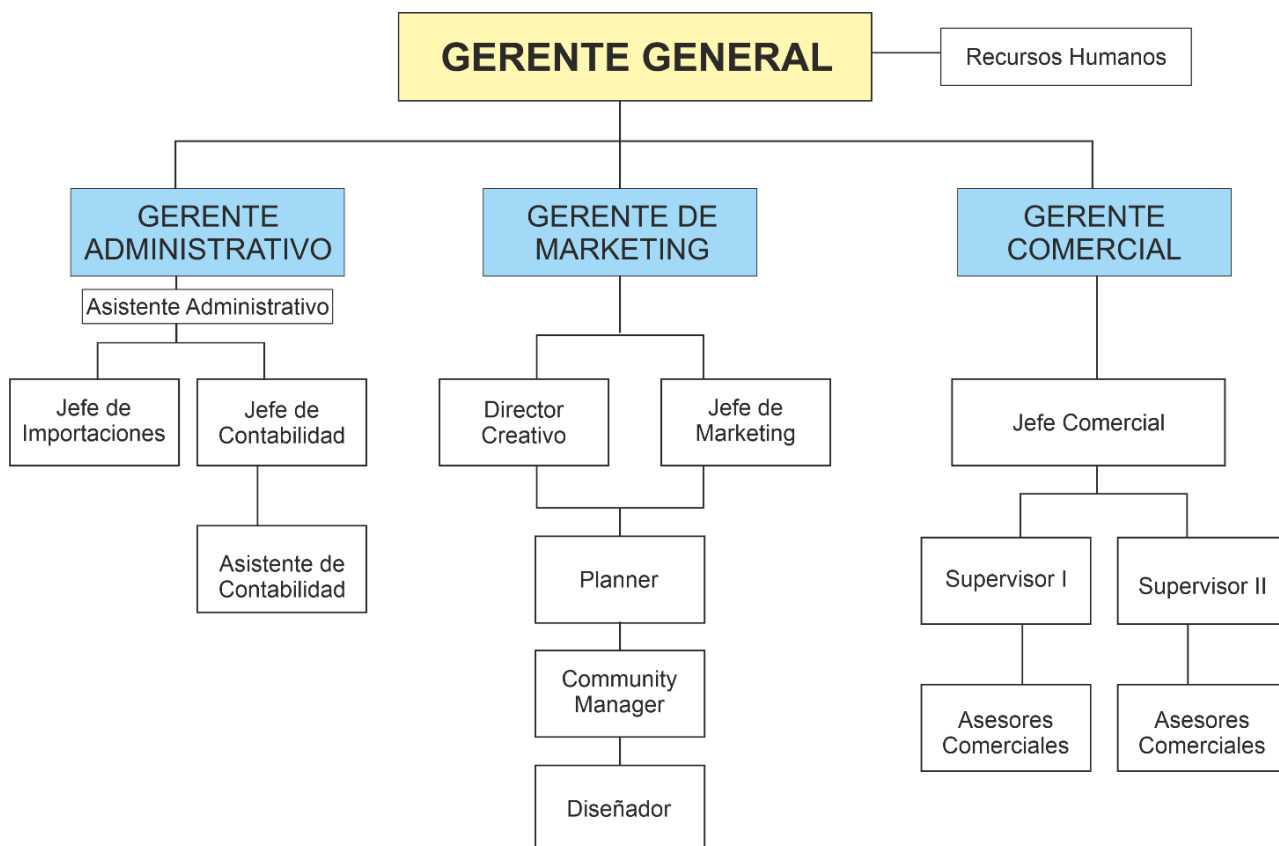 GERENTE GENERAL
Recursos Humanos
GERENTE
ADMINISTRATIVO
GERENTE DE
MARKETING
GERENTE
COMERCIAL
Asistente Administrativo
Jefe de
Importaciones
Jefe de
Contabilidad
Director
Creativo
Jefe de
Marketing
Jefe Comercial
Asistente de
Contabilidad
Planner
Supervisor I
Supervisor II
Community
Manager
Asesores
Comerciales
Asesores
Comerciales
Diseñador